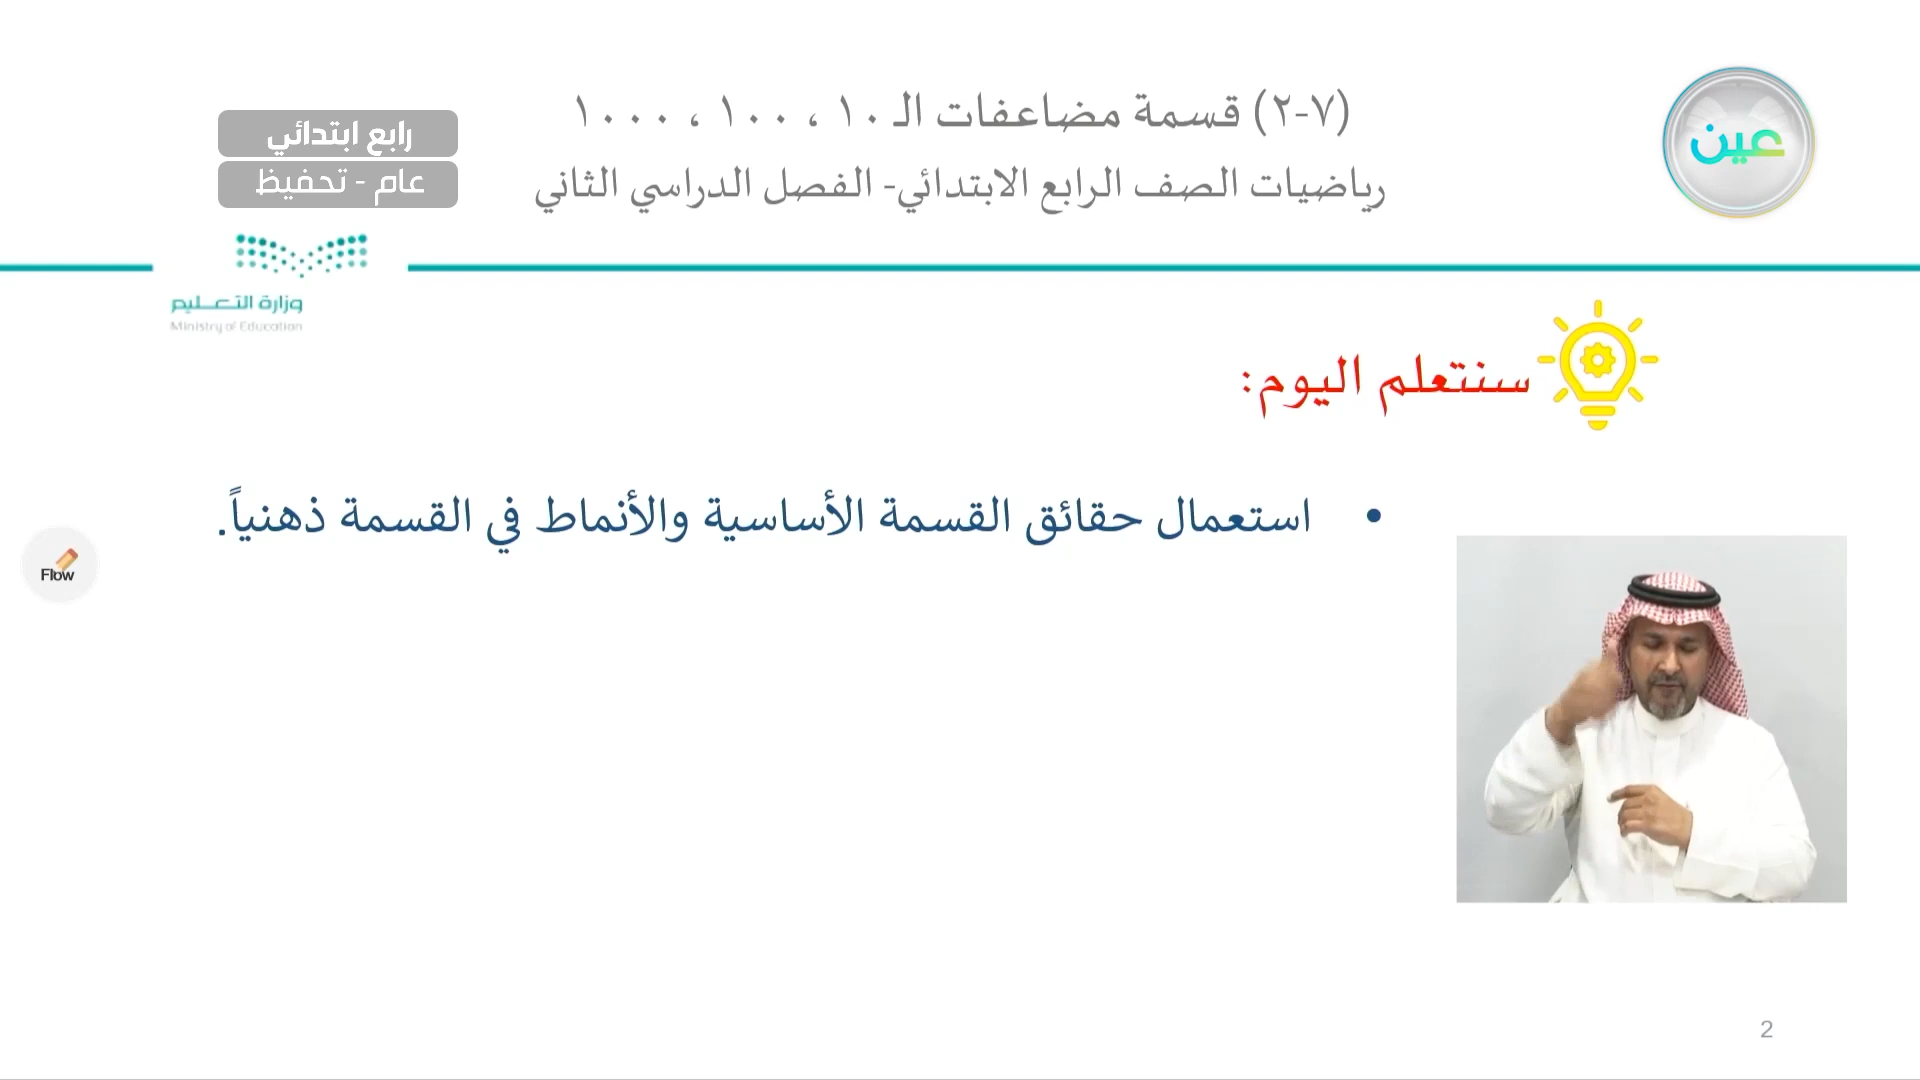 (٧-٢) قسمة مضاعفات الـ ١٠ ، ١٠٠ ، ١٠٠٠
رياضيات الصف الرابع الابتدائي- الفصل الدراسي الثاني
عين
رابع ابتدائي
عام - تحفيظ
وزارة التعليم
Ministry of Education
سنتعلم اليوم:
• استعمال حقائق القسمة الأساسية والأنماط في القسمة ذهنياً.
Flow
2